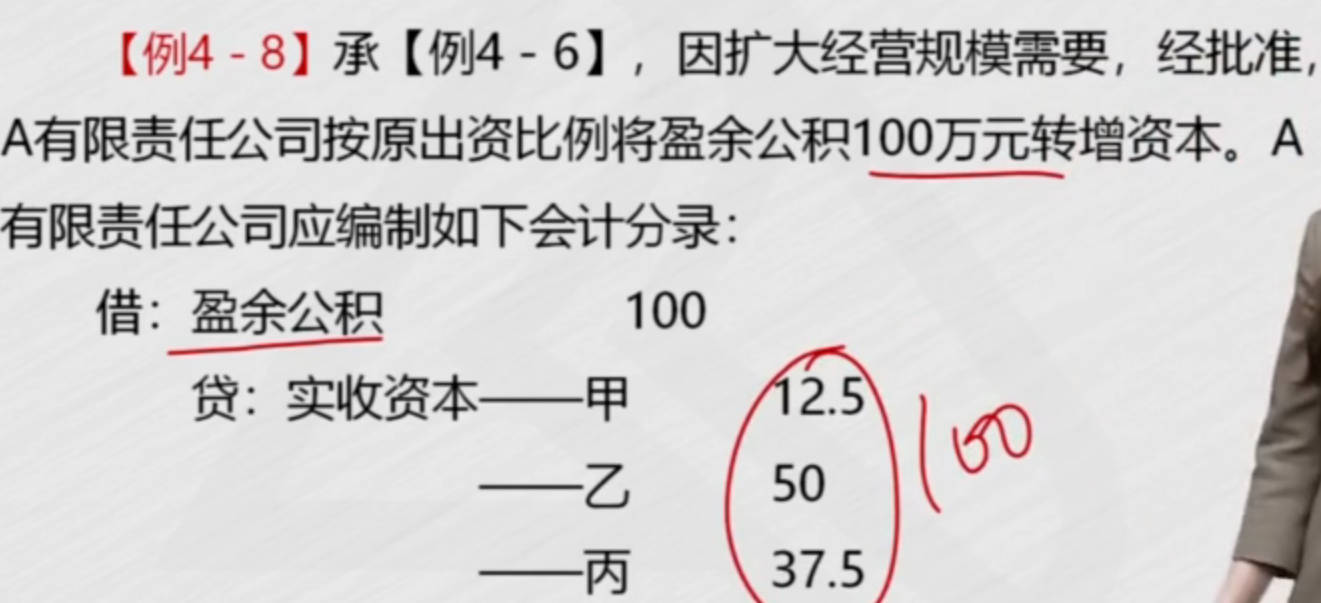 【例4-8】承【例4-6】，因扩大经营规模需要，经批准，
A有限责任公司按原出资比例将盈余公积100万元转增资本。A
有限责任公司应编制如下会计分录：
借：盈余公积 100
贷：实收资本——甲 12.5
——乙 50
100
——丙 37.5